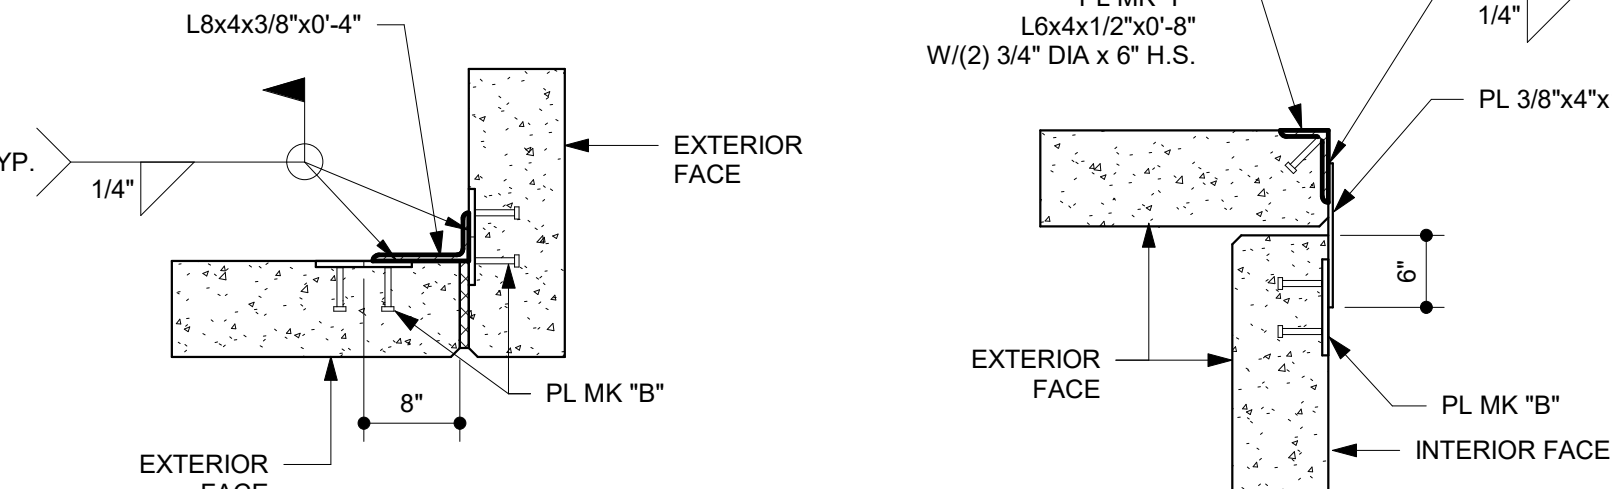 L8x4x3/8"x0'-4"
YP.
1/4"
EXTERIOR
FACE
PL MK "B"
8"
EXTERIOR
FACE
L6x4x1/2"x0'-8"
W/(2) 3/4" DIA x 6" H.S.
1/4"
PL 3/8"x4"x
6"
EXTERIOR
FACE
PL MK "B"
INTERIOR FACE